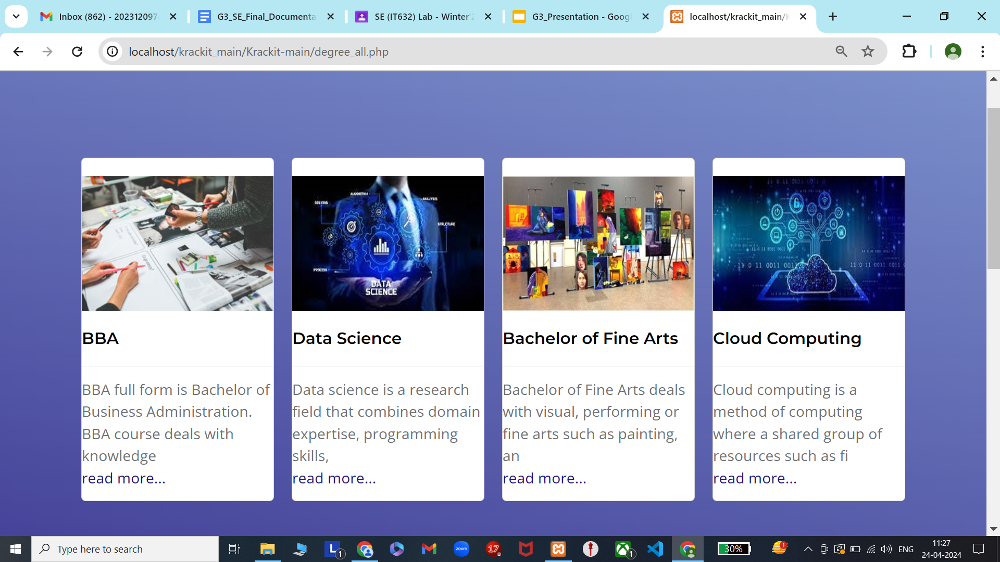 Inbox (862) - 202312097
G3_SE_Final_Documenta
SE (IT632) Lab - Winter'2
G3_Presentation - Googl
localhost/krackit_main/K
localhost/krackit_main/Krackit-main/degree_all.php
SOLVING
ALGORITHM
ANALYSIS
STRUCTURE
PROCESS
DATA
SCIENCE
BBA
Data Science
Bachelor of Fine Arts
Cloud Computing
BBA full form is Bachelor of
Business Administration.
BBA course deals with
knowledge
read more...
Data science is a research
field that combines domain
expertise, programming
skills,
read more...
Bachelor of Fine Arts deals
with visual, performing or
fine arts such as painting,
an
read more...
Cloud computing is a
method of computing
where a shared group of
resources such as fi
read more...
Type here to search
L
1
zoom
17
1
30%
1
ENG
11:27
24-04-2024